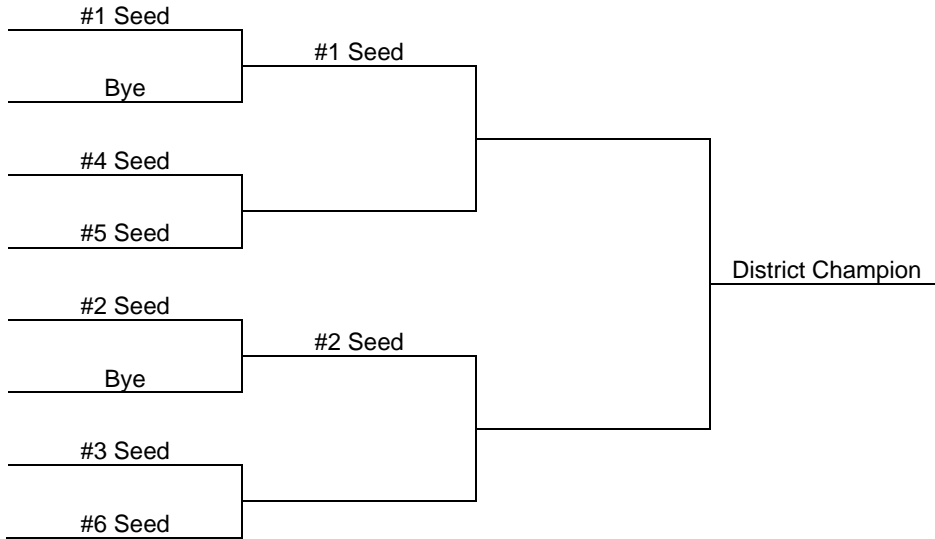 #1 Seed
#1 Seed
Bye
#4 Seed
#5 Seed
District Champion
#2 Seed
#2 Seed
Bye
#3 Seed
#6 Seed